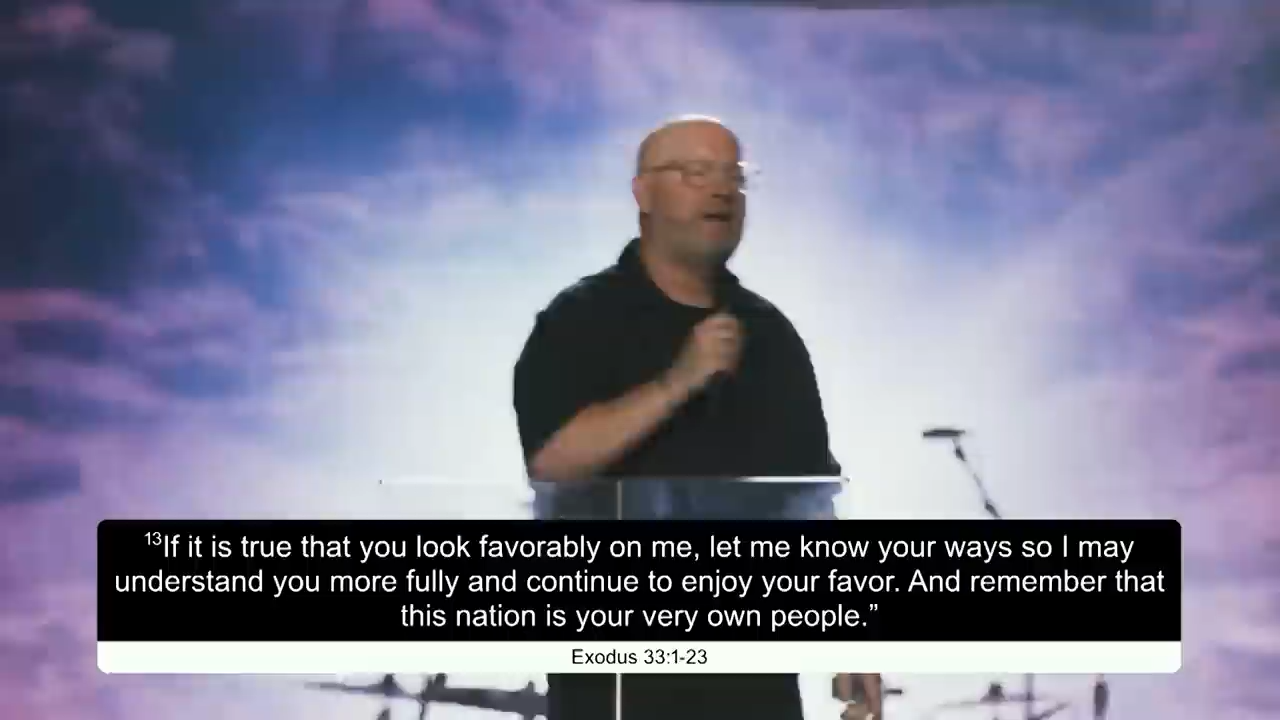 ¹³If it is true that you look favorably on me, let me know your ways so I may
understand you more fully and continue to enjoy your favor. And remember that
this nation is your very own people.”
Exodus 33:1-23